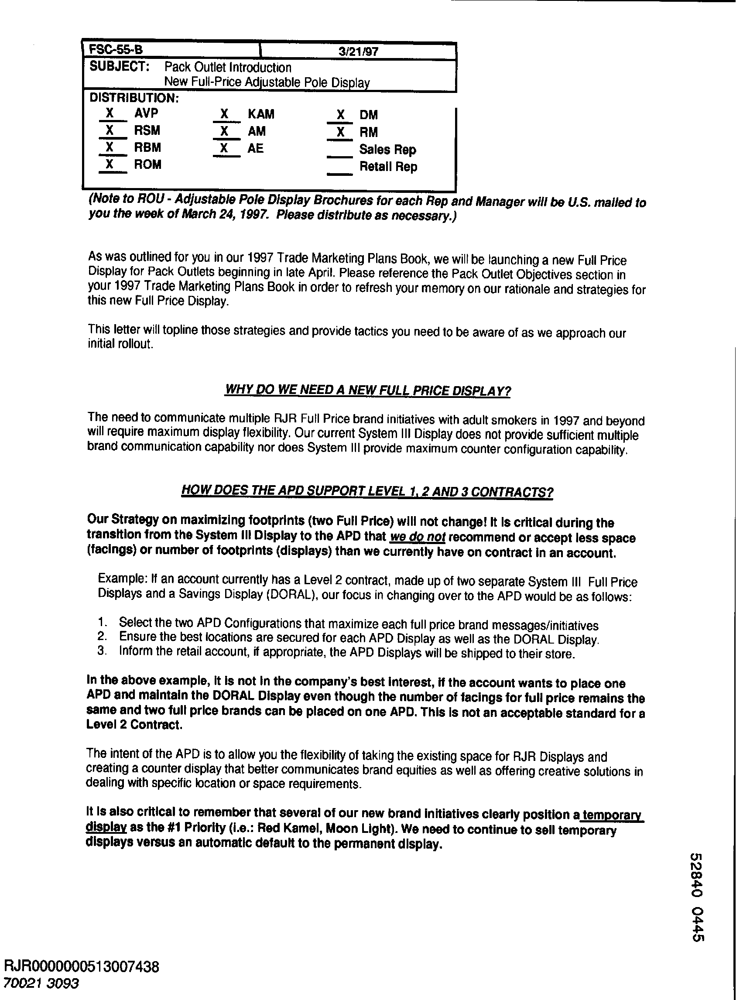 FSC-55-B 3/21/97
SUBJECT: Pack Outlet Introduction
New Full-Price Adjustable Pole Display
DISTRIBUTION:
X AVP X KAM X DM
X RSM X AM X RM
X RBM X AE Sales Rep
X ROM Retail Rep
(Note to ROU - Adjustable Pole Display Brochures for each Rep and Manager will be U.S. mailed to
you the week of March 24, 1997. Please distribute as necessary.)
As was outlined for you in our 1997 Trade Marketing Plans Book, we will be launching a new Full Price
Display for Pack Outlets beginning in late April. Please reference the Pack Outlet Objectives section in
your 1997 Trade Marketing Plans Book in order to refresh your memory on our rationale and strategies for
this new Full Price Display.
This letter will topline those strategies and provide tactics you need to be aware of as we approach our
initial rollout.
WHY DO WE NEED A NEW FULL PRICE DISPLAY?
The need to communicate multiple RJR Full Price brand initiatives with adult smokers in 1997 and beyond
will require maximum display flexibility. Our current System III Display does not provide sufficient multiple
brand communication capability nor does System III provide maximum counter configuration capability.
HOW DOES THE APD SUPPORT LEVEL 1, 2 AND 3 CONTRACTS?
Our Strategy on maximizing footprints (two Full Price) will not change! It is critical during the
transition from the System III Display to the APD that we do not recommend or accept less space
(facings) or number of footprints (displays) than we currently have on contract in an account.
Example: If an account currently has a Level 2 contract, made up of two separate System III Full Price
Displays and a Savings Display (DORAL), our focus in changing over to the APD would be as follows:
1. Select the two APD Configurations that maximize each full price brand messages/initiatives
2. Ensure the best locations are secured for each APD Display as well as the DORAL Display.
3. Inform the retail account, if appropriate, the APD Displays will be shipped to their store.
In the above example, it is not in the company's best interest, if the account wants to place one
APD and maintain the DORAL Display even though the number of facings for full price remains the
same and two full price brands can be placed on one APD. This is not an acceptable standard for a
Level 2 Contract.
The intent of the APD is to allow you the flexibility of taking the existing space for RJR Displays and
creating a counter display that better communicates brand equities as well as offering creative solutions in
dealing with specific location or space requirements.
It is also critical to remember that several of our new brand initiatives clearly position a temporary
display as the #1 Priority (i.e.: Red Kamel, Moon Light). We need to continue to sell temporary
displays versus an automatic default to the permanent display.
52840 0445
RJR0000000513007438
70021 3093